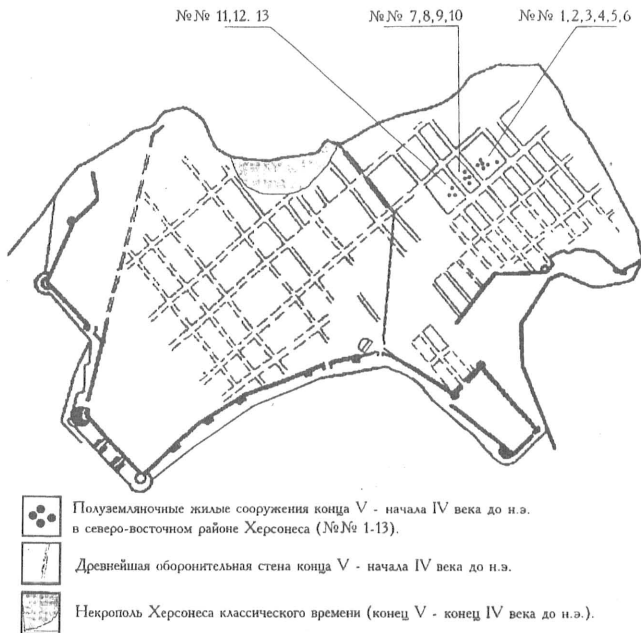 №№ 11,12. 13 №№ 7,8,9,10 №№ 1,2,3,4,5,6
Полуземляночные жилые сооружения конца V - начала IV века до н.э.
в северо-восточном районе Херсонеса (№№ 1-13).
Древнейшая оборонительная стена конца V - начала IV века до н.э.
Некрополь Херсонеса классического времени (конец V - конец IV века до н.э.).